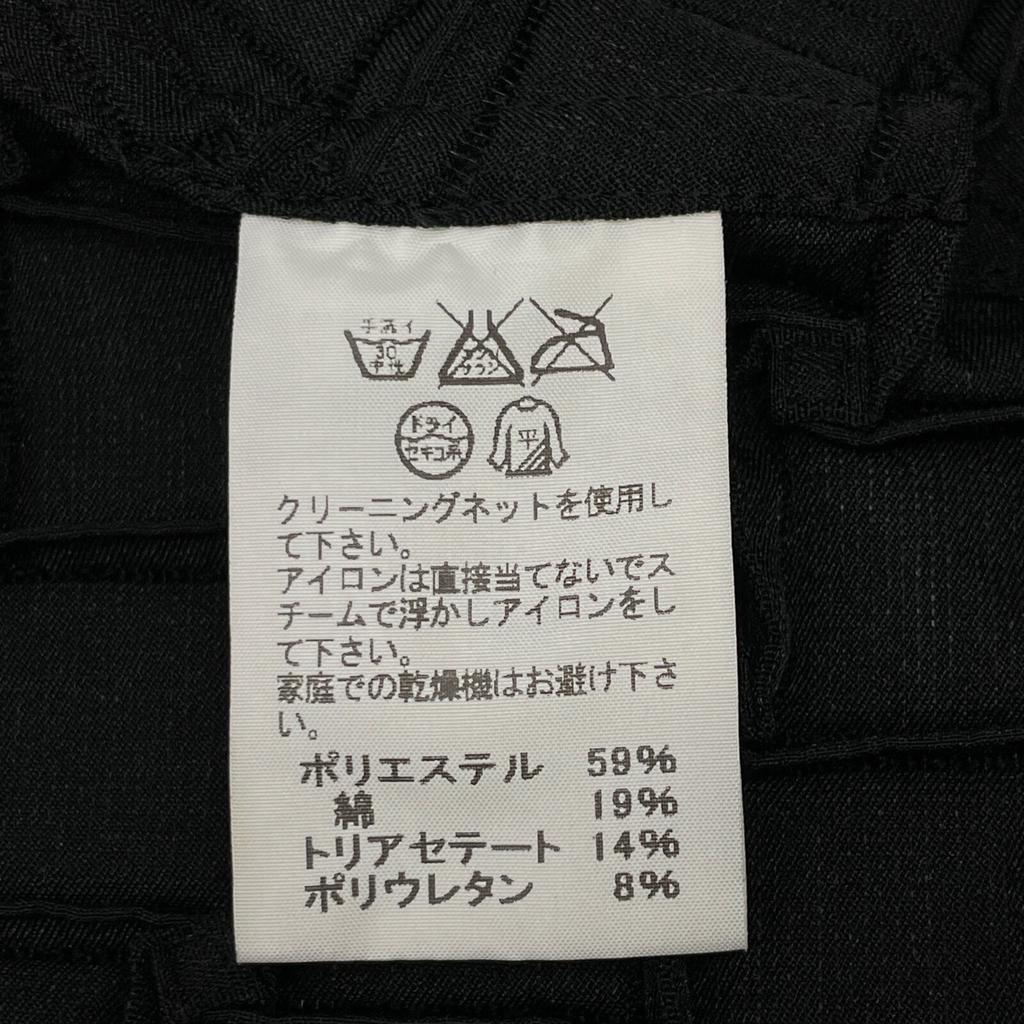 手洗イ
30
中性
エンソ
サラシ
ドライ
セキユ系
平
クリーニングネットを使用し
て下さい。
アイロンは直接当てないでス
チームで浮かしアイロンをし
て下さい。
家庭での乾燥機はお避け下さ
い。
ポリエステル 59%
綿 19%
トリアセテート 14%
ポリウレタン 8%